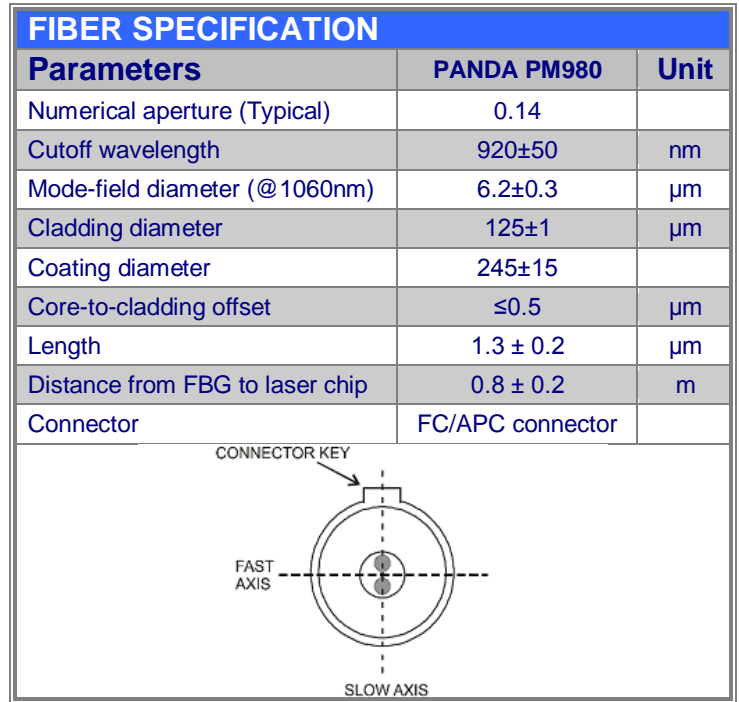 FIBER SPECIFICATION
Parameters PANDA PM980 Unit
Numerical aperture (Typical) 0.14
Cutoff wavelength 920±50 nm
Mode-field diameter (@1060nm) 6.2±0.3 µm
Cladding diameter 125±1 µm
Coating diameter 245±15
Core-to-cladding offset ≤0.5 µm
Length 1.3 ± 0.2 µm
Distance from FBG to laser chip 0.8 ± 0.2 m
Connector FC/APC connector
CONNECTOR KEY
FAST
AXIS
SLOW AXIS